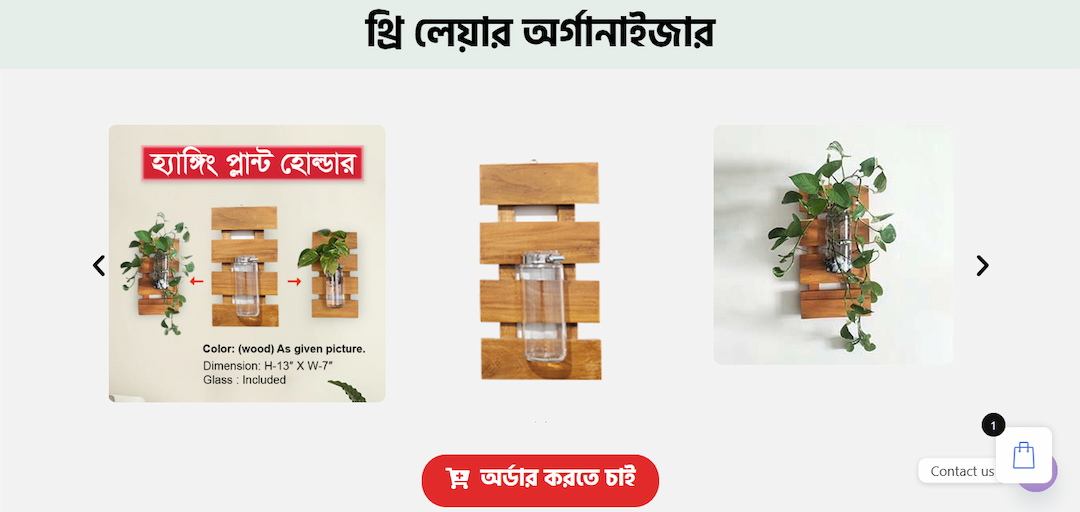 থ্রি লেয়ার অর্গানাইজার
হ্যাঙ্গিং প্লান্ট হোল্ডার
Color: (wood) As given picture.
Dimension: H-13" X W-7"
Glass : Included
1
Contact us
অর্ডার করতে চাই